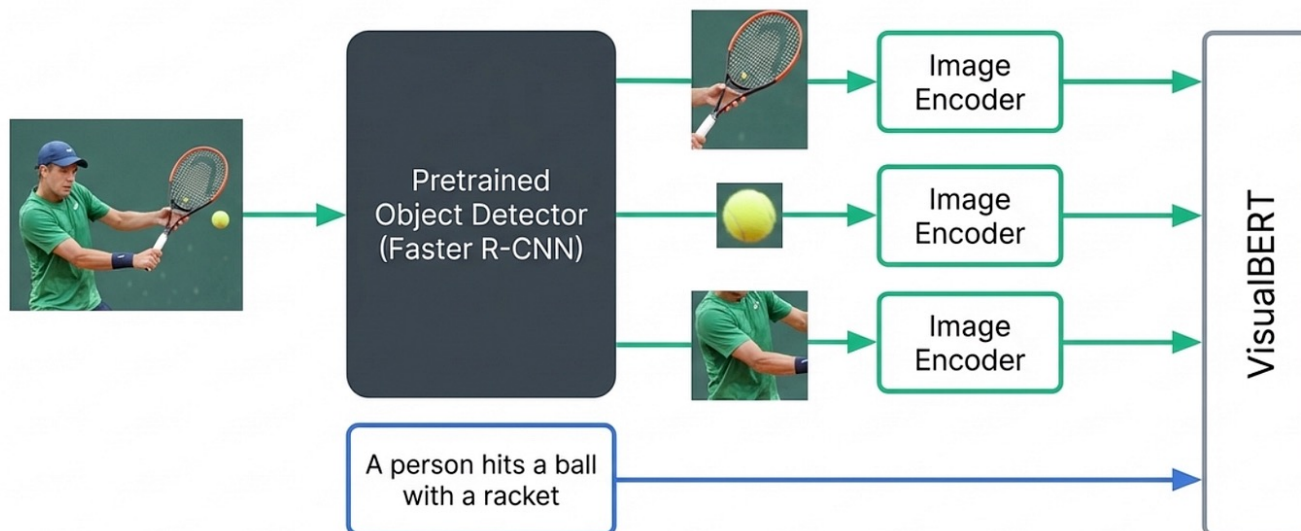 Pretrained
Object Detector
(Faster R-CNN)
Image
Encoder
Image
Encoder
Image
Encoder
VisualBERT
A person hits a ball
with a racket